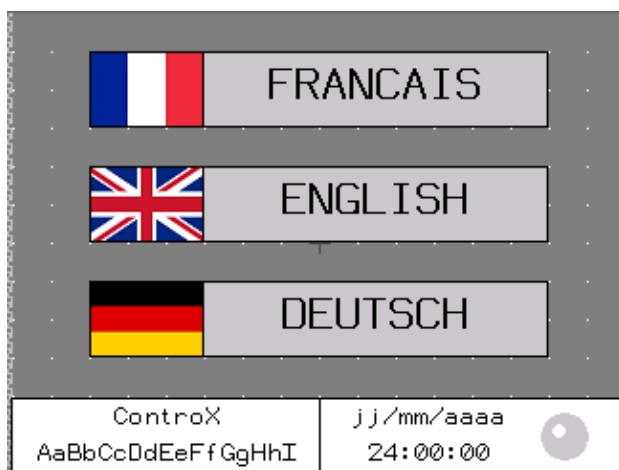 FRANCAIS
ENGLISH
DEUTSCH
ControX
AaBbCcDdEeFfGgHhI
jj/mm/aaaa
24:00:00